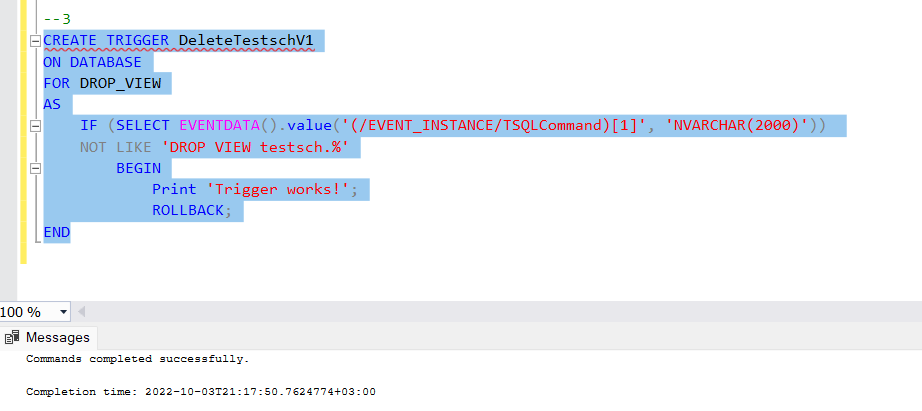 --3
CREATE TRIGGER DeleteTestschV1
ON DATABASE
FOR DROP_VIEW
AS
IF (SELECT EVENTDATA().value('(/EVENT_INSTANCE/TSQLCommand)[1]', 'NVARCHAR(2000)'))
NOT LIKE 'DROP VIEW testsch.%'
BEGIN
Print 'Trigger works!';
ROLLBACK;
END
100 %
Messages
Commands completed successfully.
Completion time: 2022-10-03T21:17:50.7624774+03:00